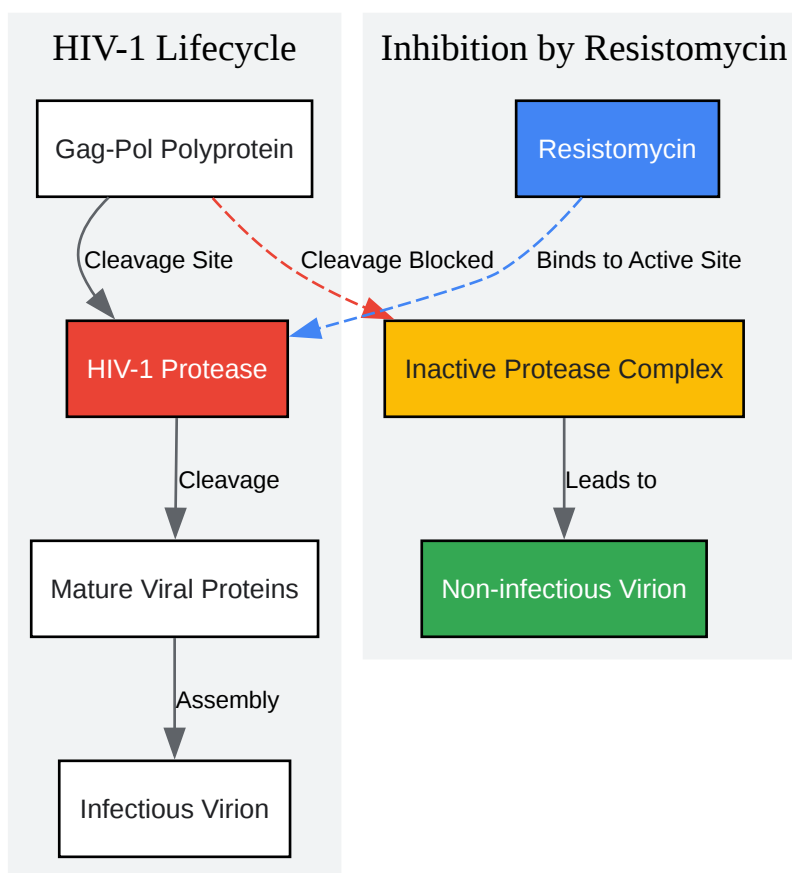 HIV-1 Lifecycle
Inhibition by Resistomycin
Gag-Pol Polyprotein
Resistomycin
Cleavage Site
Cleavage Blocked
Binds to Active Site
HIV-1 Protease
Inactive Protease Complex
Cleavage
Leads to
Mature Viral Proteins
Non-infectious Virion
Assembly
Infectious Virion